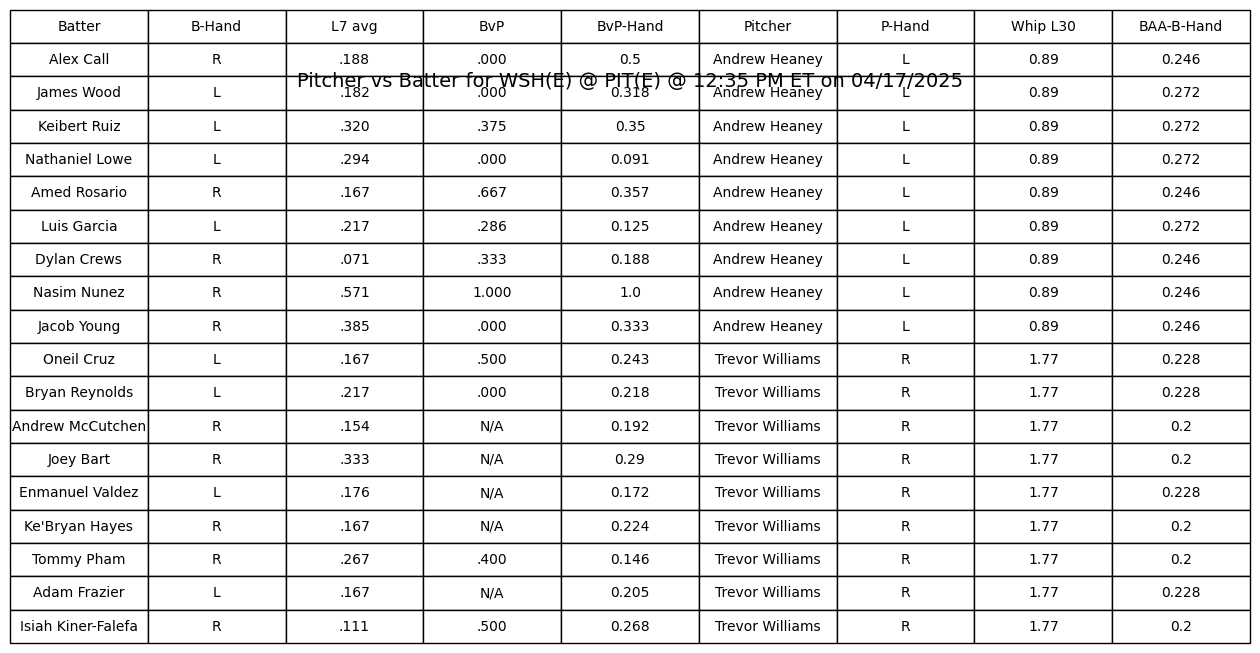 Batter B-Hand L7 avg BvP BvP-Hand Pitcher P-Hand Whip L30 BAA-B-Hand
Alex Call R .188 .000 0.5 Andrew Heaney L 0.89 0.246
Pitcher vs Batter for WSH(E) @ PIT(E) @ 12:35 PM ET on 04/17/2025
James Wood L .182 .000 0.318 Andrew Heaney L 0.89 0.272
Keibert Ruiz L .320 .375 0.35 Andrew Heaney L 0.89 0.272
Nathaniel Lowe L .294 .000 0.091 Andrew Heaney L 0.89 0.272
Amed Rosario R .167 .667 0.357 Andrew Heaney L 0.89 0.246
Luis Garcia L .217 .286 0.125 Andrew Heaney L 0.89 0.272
Dylan Crews R .071 .333 0.188 Andrew Heaney L 0.89 0.246
Nasim Nunez R .571 1.000 1.0 Andrew Heaney L 0.89 0.246
Jacob Young R .385 .000 0.333 Andrew Heaney L 0.89 0.246
Oneil Cruz L .167 .500 0.243 Trevor Williams R 1.77 0.228
Bryan Reynolds L .217 .000 0.218 Trevor Williams R 1.77 0.228
Andrew McCutchen R .154 N/A 0.192 Trevor Williams R 1.77 0.2
Joey Bart R .333 N/A 0.29 Trevor Williams R 1.77 0.2
Enmanuel Valdez L .176 N/A 0.172 Trevor Williams R 1.77 0.228
Ke'Bryan Hayes R .167 N/A 0.224 Trevor Williams R 1.77 0.2
Tommy Pham R .267 .400 0.146 Trevor Williams R 1.77 0.2
Adam Frazier L .167 N/A 0.205 Trevor Williams R 1.77 0.228
Isiah Kiner-Falefa R .111 .500 0.268 Trevor Williams R 1.77 0.2